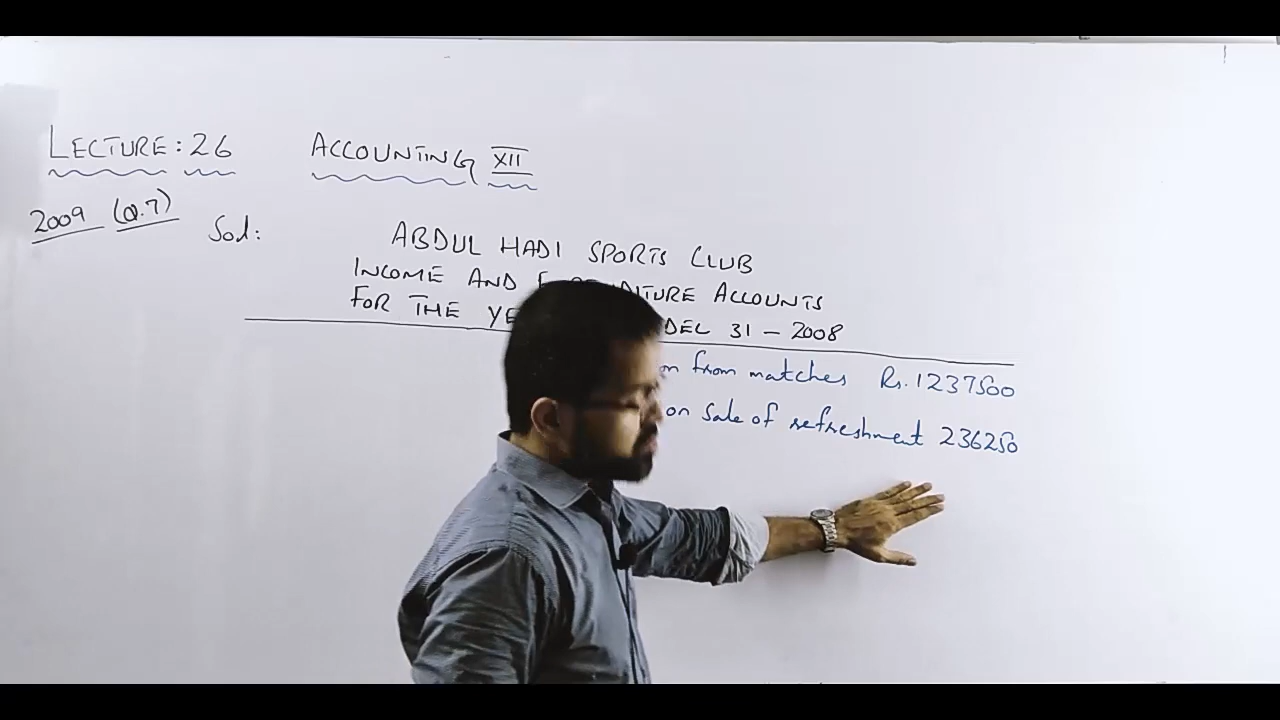 LECTURE: 26 ACCOUNTING XII
2009 (Q.7) Sol:
ABDUL HADI SPORTS CLUB
INCOME AND ACCOUNTS
FOR THE 31 – 2008
from matches Rs. 1237500
on sale of refreshment 236250